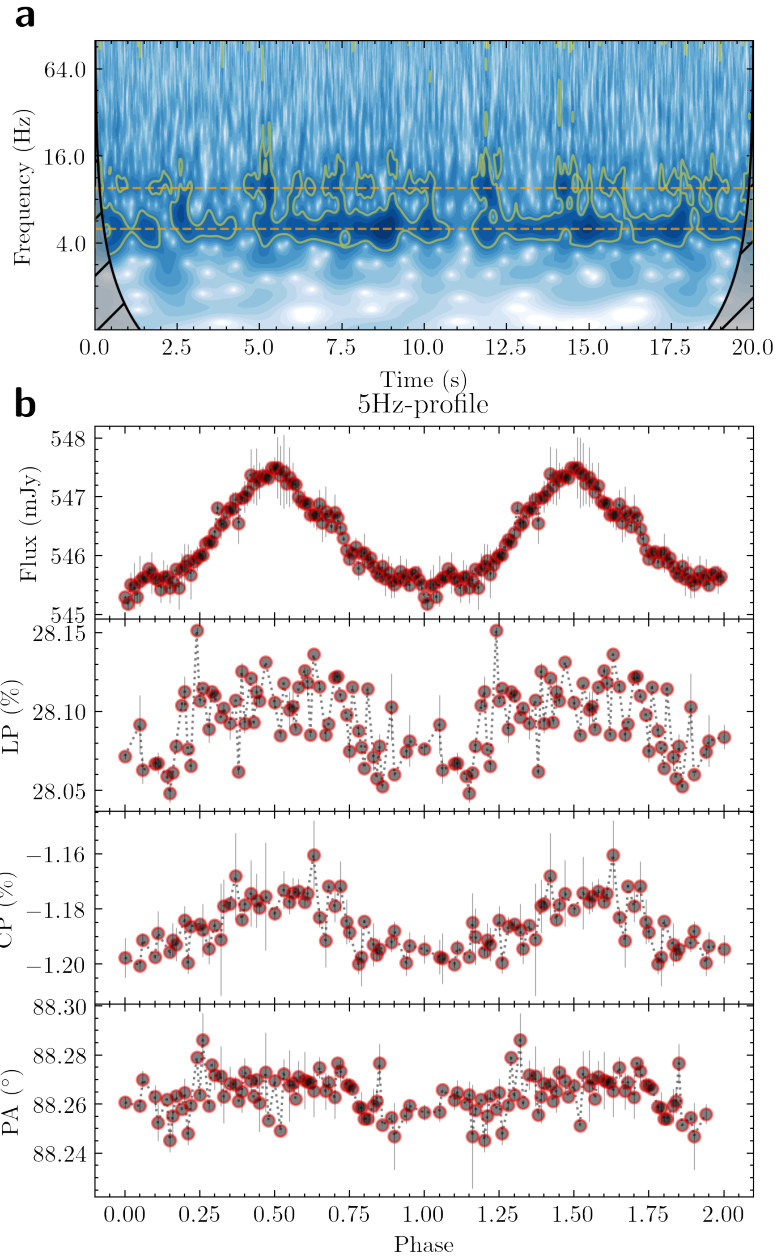 a
64.0
16.0
4.0
Frequency (Hz)
0.0 2.5 5.0 7.5 10.0 12.5 15.0 17.5 20.0
Time (s)
b
5Hz-profile
548
547
546
545
Flux (mJy)
28.15
28.10
28.05
LP (%)
−1.16
−1.18
−1.20
CP (%)
88.30
88.28
88.26
88.24
PA (°)
0.00 0.25 0.50 0.75 1.00 1.25 1.50 1.75 2.00
Phase